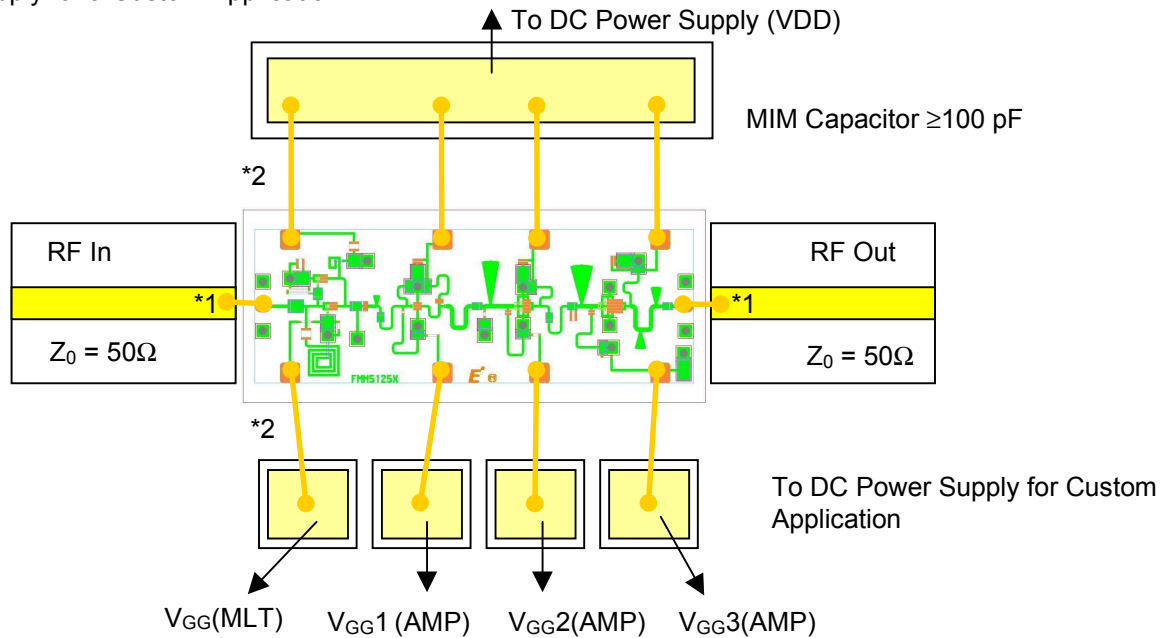 To DC Power Supply (VDD)
MIM Capacitor ≥100 pF
*2
RF In
RF Out
*1
*1
Z0 = 50Ω
Z0 = 50Ω
FMM5125X
*2
To DC Power Supply for Custom
Application
VGG(MLT)
VGG1 (AMP)
VGG2(AMP)
VGG3(AMP)